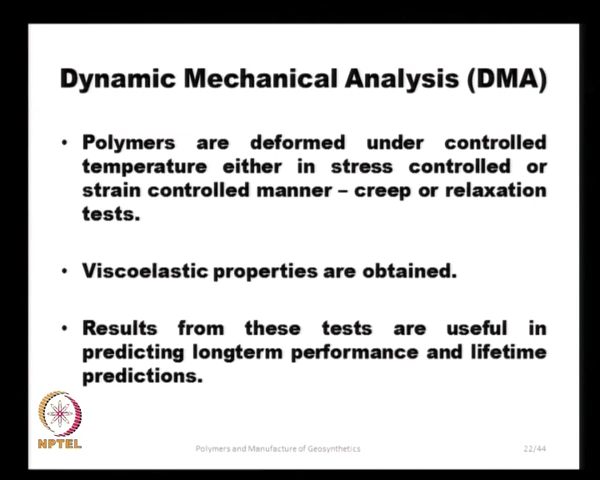 Dynamic Mechanical Analysis (DMA)
• Polymers are deformed under controlled
temperature either in stress controlled or
strain controlled manner – creep or relaxation
tests.
• Viscoelastic properties are obtained.
• Results from these tests are useful in
predicting longterm performance and lifetime
predictions.
NPTEL
Polymers and Manufacture of Geosynthetics
22/44